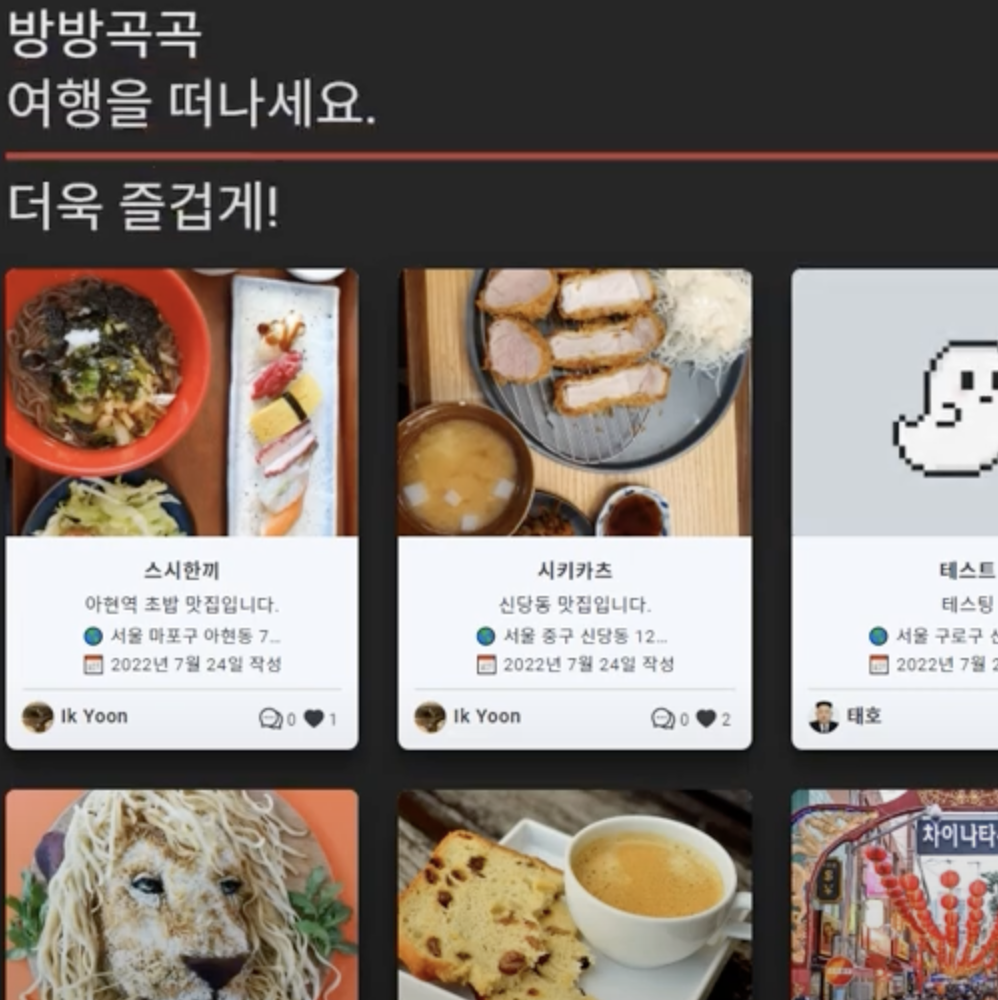 방방곡곡
여행을 떠나세요.
더욱 즐겁게!
스시한끼
아현역 초밥 맛집입니다.
서울 마포구 아현동 7...
2022년 7월 24일 작성
Ik Yoon
0
1
시키카츠
신당동 맛집입니다.
서울 중구 신당동 12...
2022년 7월 24일 작성
Ik Yoon
0
2
테스트
테스팅
서울 구로구
2022년 7월
태호
차이나타